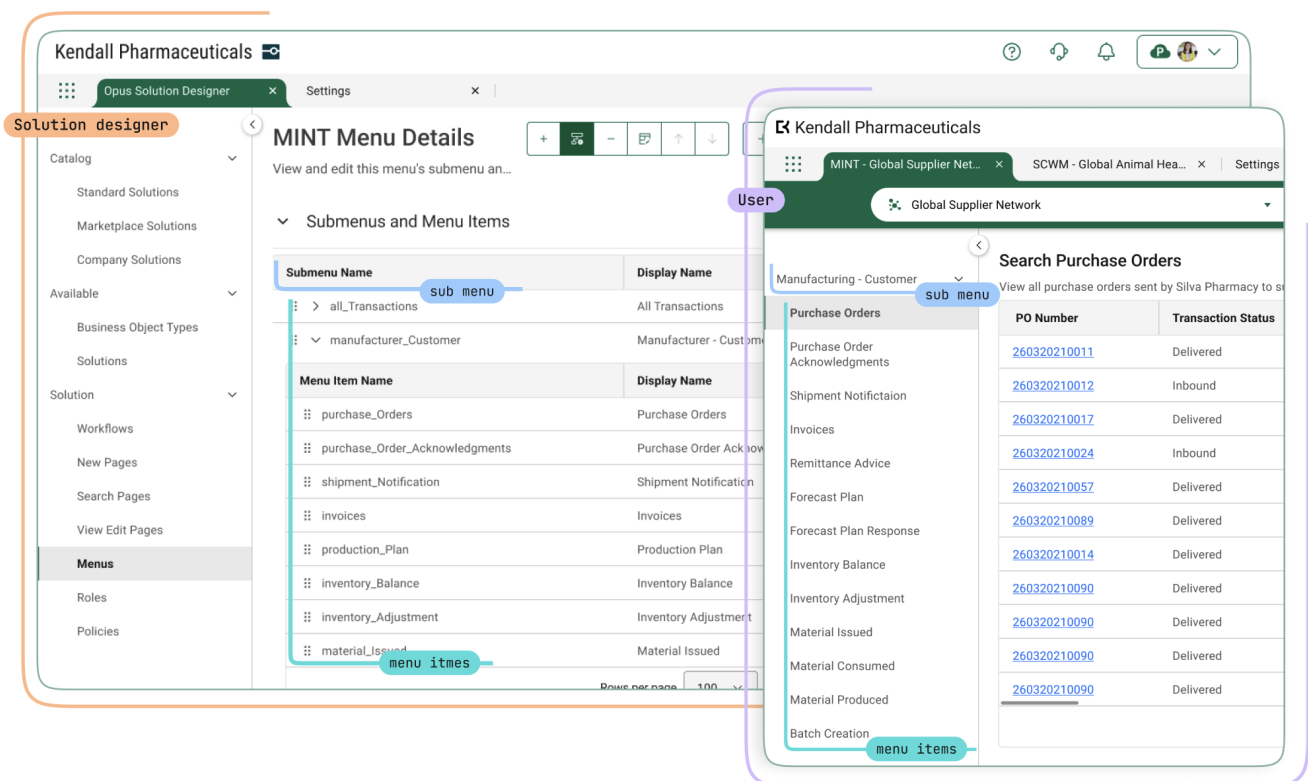 Kendall Pharmaceuticals
Opus Solution Designer
Settings
Solution designer
Catalog
Standard Solutions
Marketplace Solutions
Company Solutions
Available
Business Object Types
Solutions
Solution
Workflows
New Pages
Search Pages
View Edit Pages
Menus
Roles
Policies
MINT Menu Details
View and edit this menu's submenu an...
Submenus and Menu Items
Submenu Name
Display Name
sub menu
all_Transactions
All Transactions
manufacturer_Customer
Manufacturer - Custome
Menu Item Name
Display Name
purchase_Orders
Purchase Orders
purchase_Order_Acknowledgments
Purchase Order Acknow
shipment_Notification
Shipment Notification
invoices
Invoices
production_Plan
Production Plan
inventory_Balance
Inventory Balance
inventory_Adjustment
Inventory Adjustment
material_Issued
Material Issued
menu itmes
Rows per page
100
User
Kendall Pharmaceuticals
MINT - Global Supplier Net...
SCWM - Global Animal Hea...
Settings
Global Supplier Network
Manufacturing - Customer
sub menu
Purchase Orders
Purchase Order
Acknowledgments
Shipment Notifictaion
Invoices
Remittance Advice
Forecast Plan
Forecast Plan Response
Inventory Balance
Inventory Adjustment
Material Issued
Material Consumed
Material Produced
Batch Creation
menu items
Search Purchase Orders
View all purchase orders sent by Silva Pharmacy to su
PO Number
Transaction Status
260320210011
Delivered
260320210012
Inbound
260320210017
Delivered
260320210024
Inbound
260320210057
Delivered
260320210089
Delivered
260320210014
Delivered
260320210090
Delivered
260320210090
Delivered
260320210090
Delivered
260320210090
Delivered